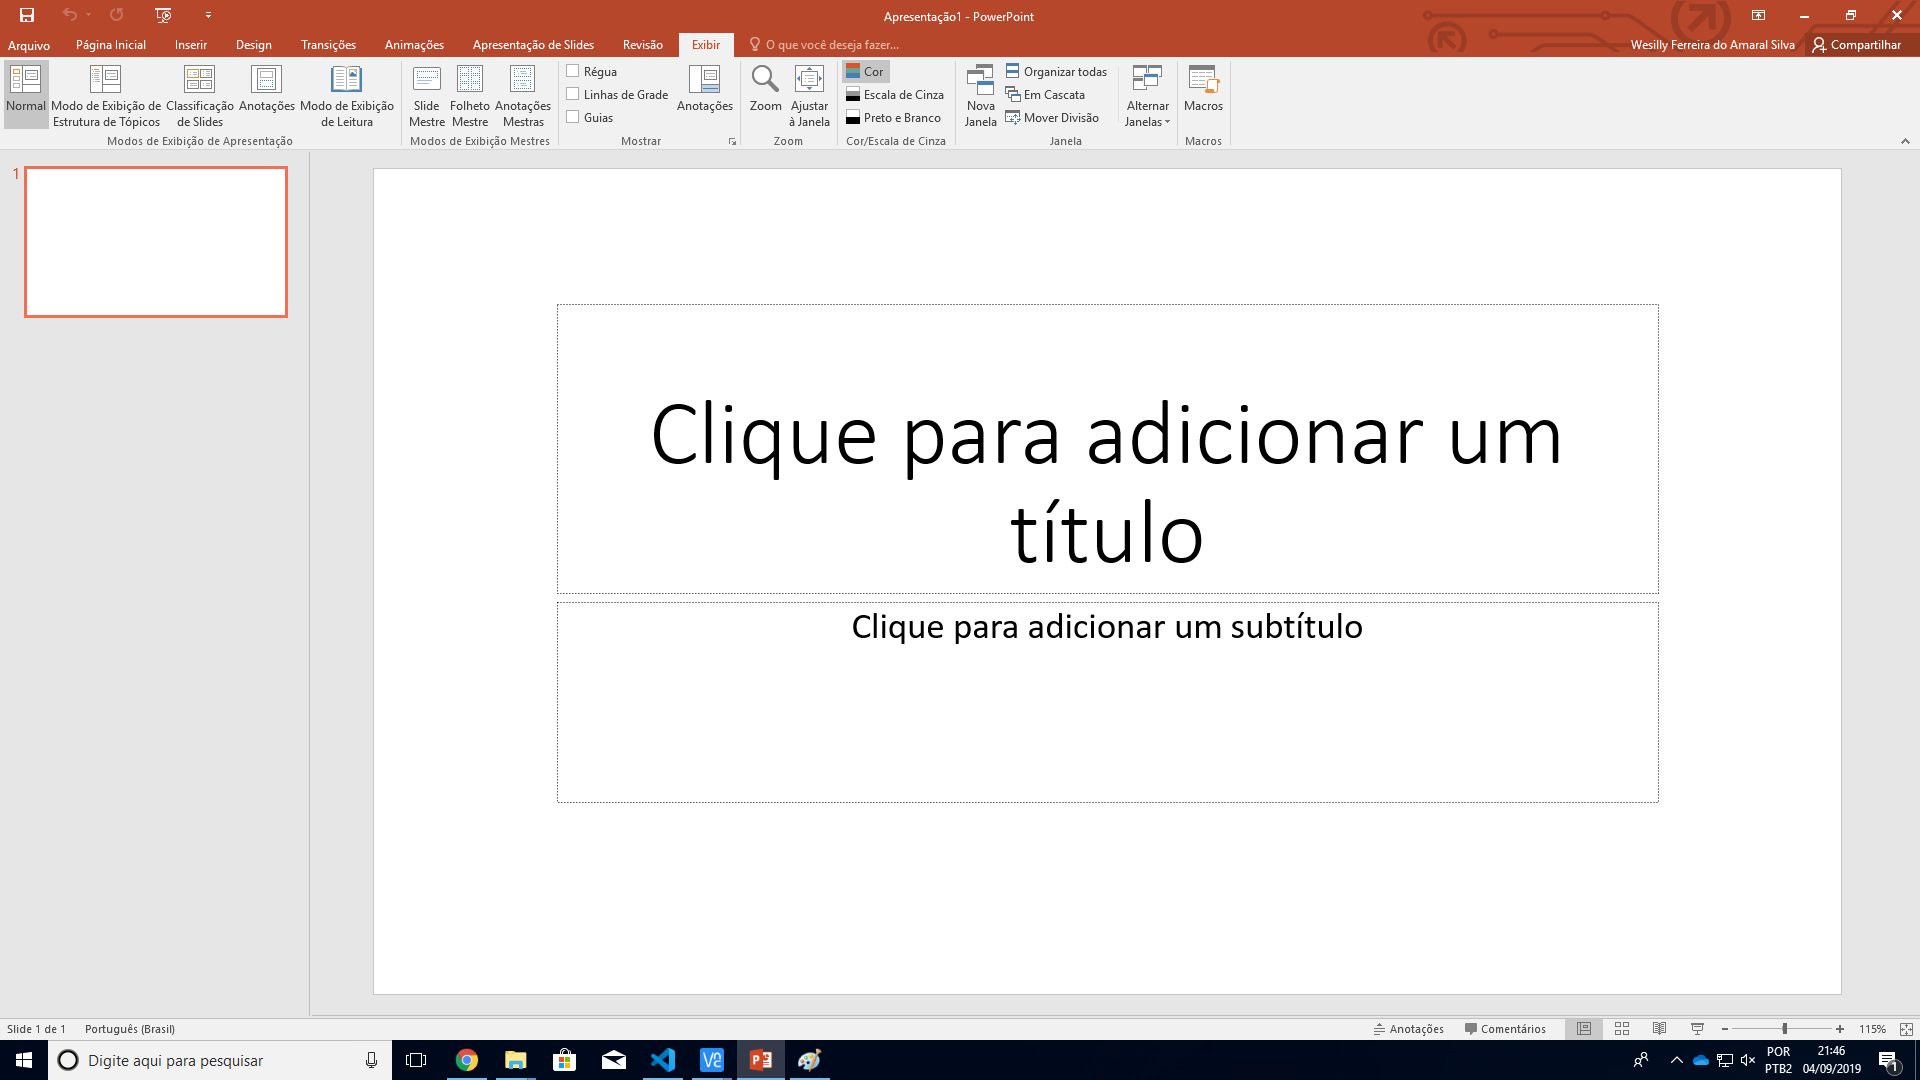 Apresentação1 - PowerPoint
Arquivo Página Inicial Inserir Design Transições Animações Apresentação de Slides Revisão Exibir O que você deseja fazer... Wesilly Ferreira do Amaral Silva Compartilhar
Normal
Modo de Exibição de
Estrutura de Tópicos
Classificação
de Slides
Anotações
Modo de Exibição
de Leitura
Modos de Exibição de Apresentação
Slide
Mestre
Folheto
Mestre
Anotações
Mestras
Modos de Exibição Mestres
Régua
Linhas de Grade
Guias
Anotações
Mostrar
Zoom
Ajustar
à Janela
Zoom
Cor
Escala de Cinza
Preto e Branco
Cor/Escala de Cinza
Nova
Janela
Organizar todas
Em Cascata
Mover Divisão
Alternar
Janelas
Janela
Macros
Macros
1
Clique para adicionar um
título
Clique para adicionar um subtítulo
Slide 1 de 1 Português (Brasil) Anotações Comentários 115%
Digite aqui para pesquisar
POR
PTB2
21:46
04/09/2019
1